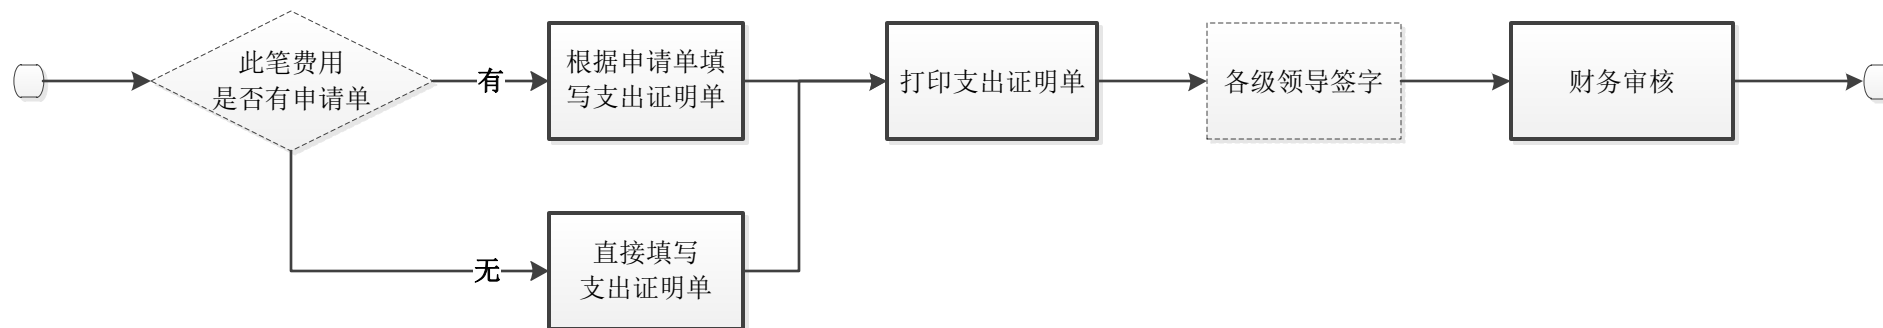 此笔费用
是否有申请单
有
根据申请单填
写支出证明单
打印支出证明单
各级领导签字
财务审核
无
直接填写
支出证明单